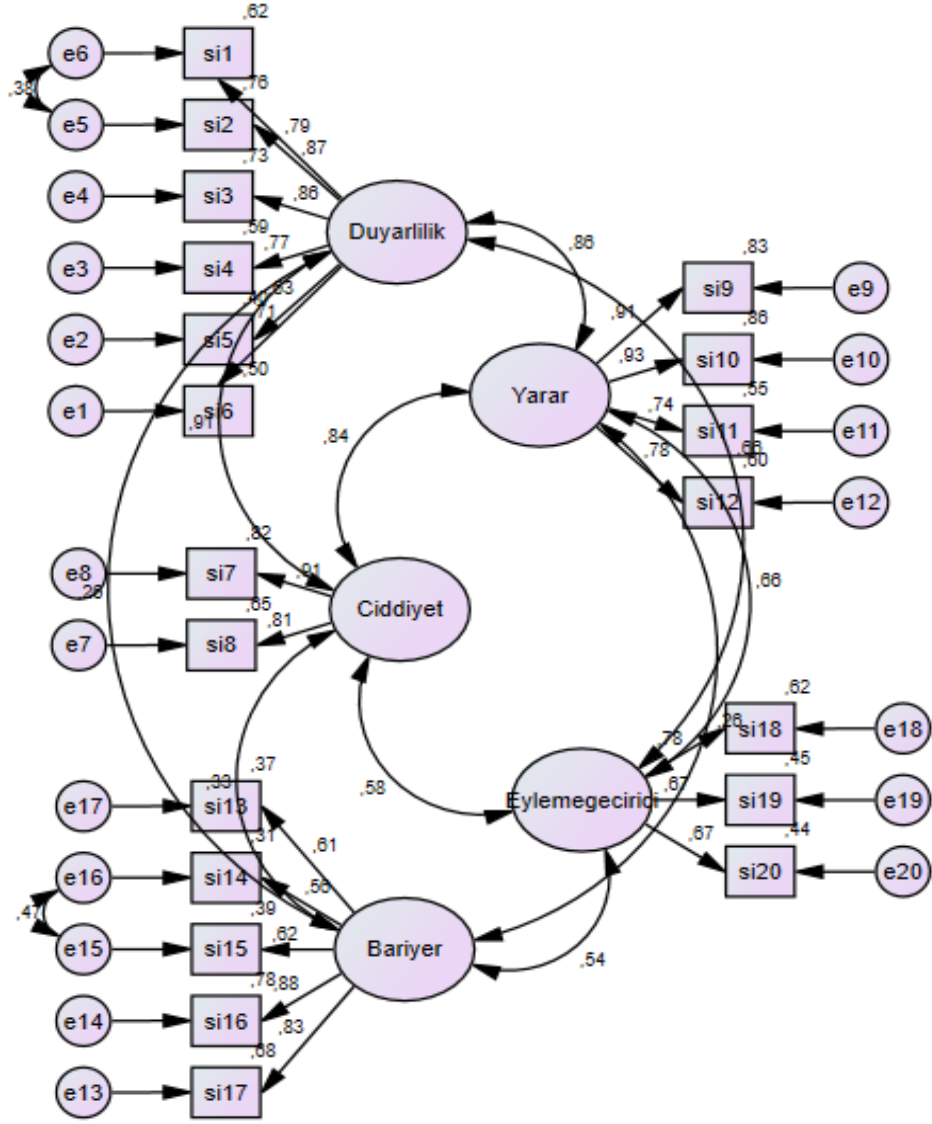 ,62
e6
si1
,38
,76
e5
si2
,79
,87
,73
e4
si3
,86
Duyarlilik
,59
e3
si4
,77
,86
,83
si9
e9
,63
,71
e2
si5
,91
,86
,50
,93
si10
e10
e1
si6
Yarar
,55
,91
,84
,74
si11
e11
,78
,66
,60
si12
e12
,82
e8
si7
,91
,26
,65
Ciddiyet
,66
e7
si8
,81
,62
,78
,26
si18
e18
,37
,45
,33
,58
e17
si13
Eylemegecirici
,67
si19
e19
,31
,61
,67
,44
e16
si14
,56
si20
e20
,47
,39
e15
si15
,62
Bariyer
,54
,78
,88
e14
si16
,83
,68
e13
si17